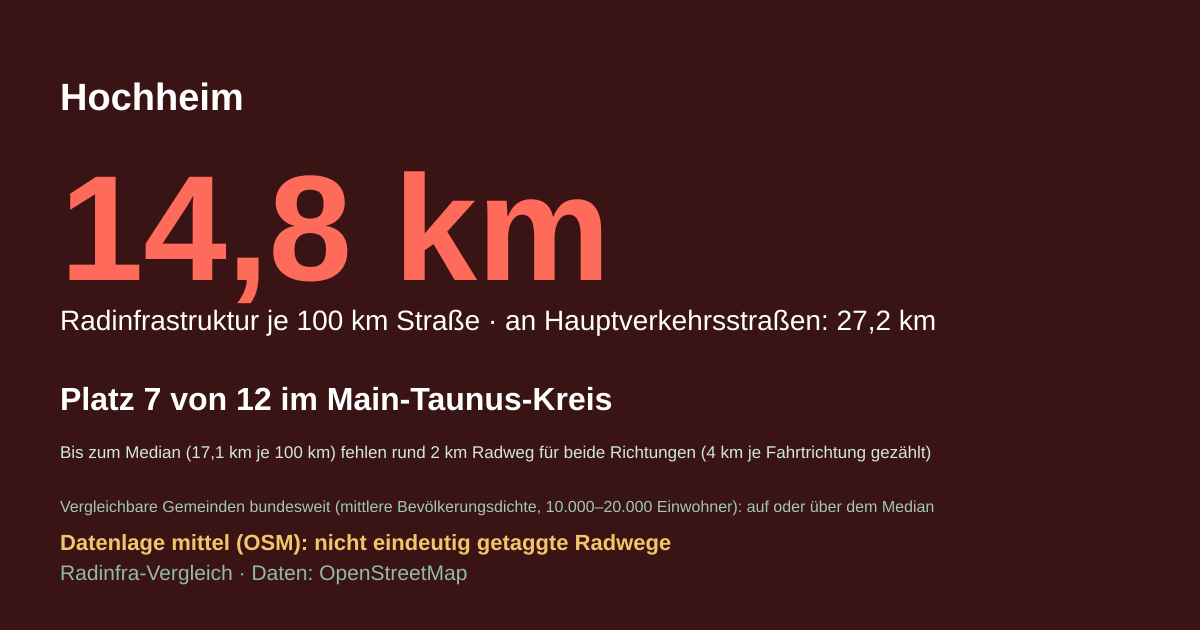 Hochheim
14,8 km
Radinfrastruktur je 100 km Straße · an Hauptverkehrsstraßen: 27,2 km
Platz 7 von 12 im Main-Taunus-Kreis
Bis zum Median (17,1 km je 100 km) fehlen rund 2 km Radweg für beide Richtungen (4 km je Fahrtrichtung gezählt)
Vergleichbare Gemeinden bundesweit (mittlere Bevölkerungsdichte, 10.000–20.000 Einwohner): auf oder über dem Median
Datenlage mittel (OSM): nicht eindeutig getaggte Radwege
Radinfra-Vergleich · Daten: OpenStreetMap